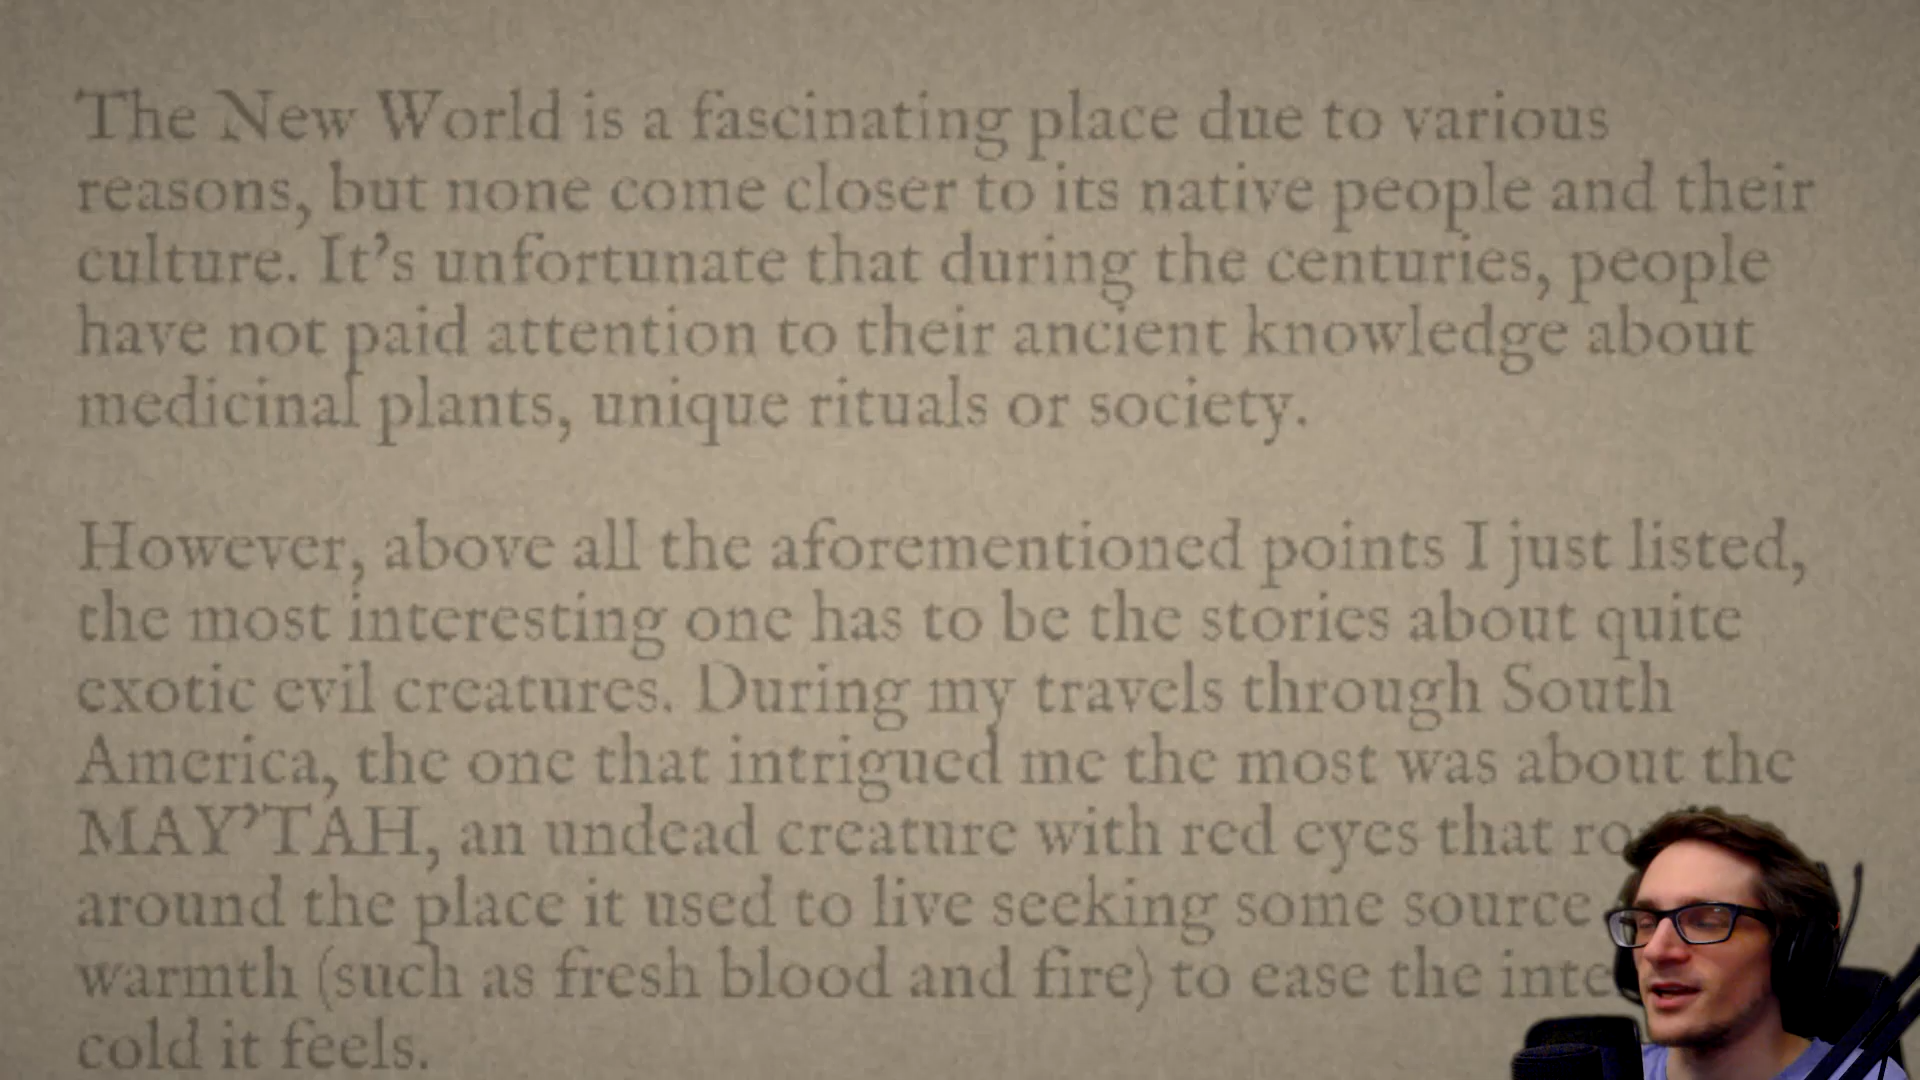 The New World is a fascinating place due to various
reasons, but none come closer to its native people and their
culture. It's unfortunate that during the centuries, people
have not paid attention to their ancient knowledge about
medicinal plants, unique rituals or society.
However, above all the aforementioned points I just listed,
the most interesting one has to be the stories about quite
exotic evil creatures. During my travels through South
America, the one that intrigued me the most was about the
MAY'TAH, an undead creature with red eyes that
around the place it used to live seeking some source
warmth (such as fresh blood and fire) to ease the
cold it feels.